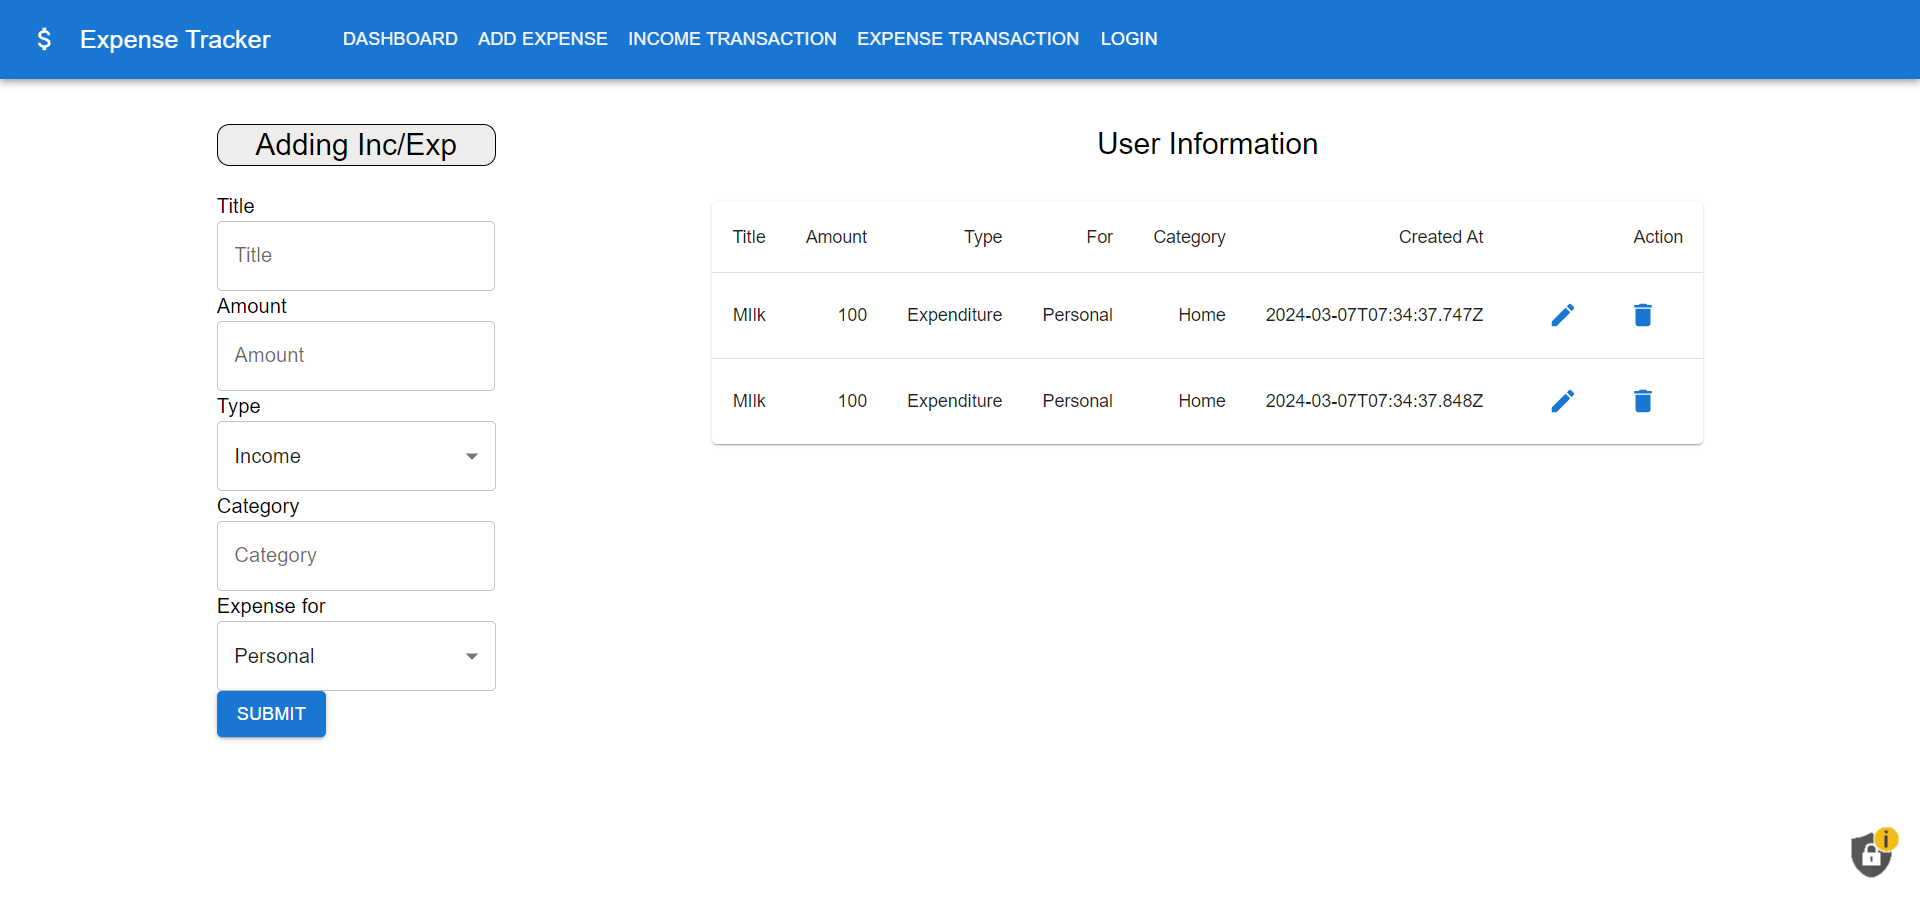 $ Expense Tracker DASHBOARD ADD EXPENSE INCOME TRANSACTION EXPENSE TRANSACTION LOGIN
Adding Inc/Exp
Title
Title
Amount
Amount
Type
Income
Category
Category
Expense for
Personal
SUBMIT
User Information
Title Amount Type For Category Created At Action
MIlk 100 Expenditure Personal Home 2024-03-07T07:34:37.747Z
MIlk 100 Expenditure Personal Home 2024-03-07T07:34:37.848Z
i